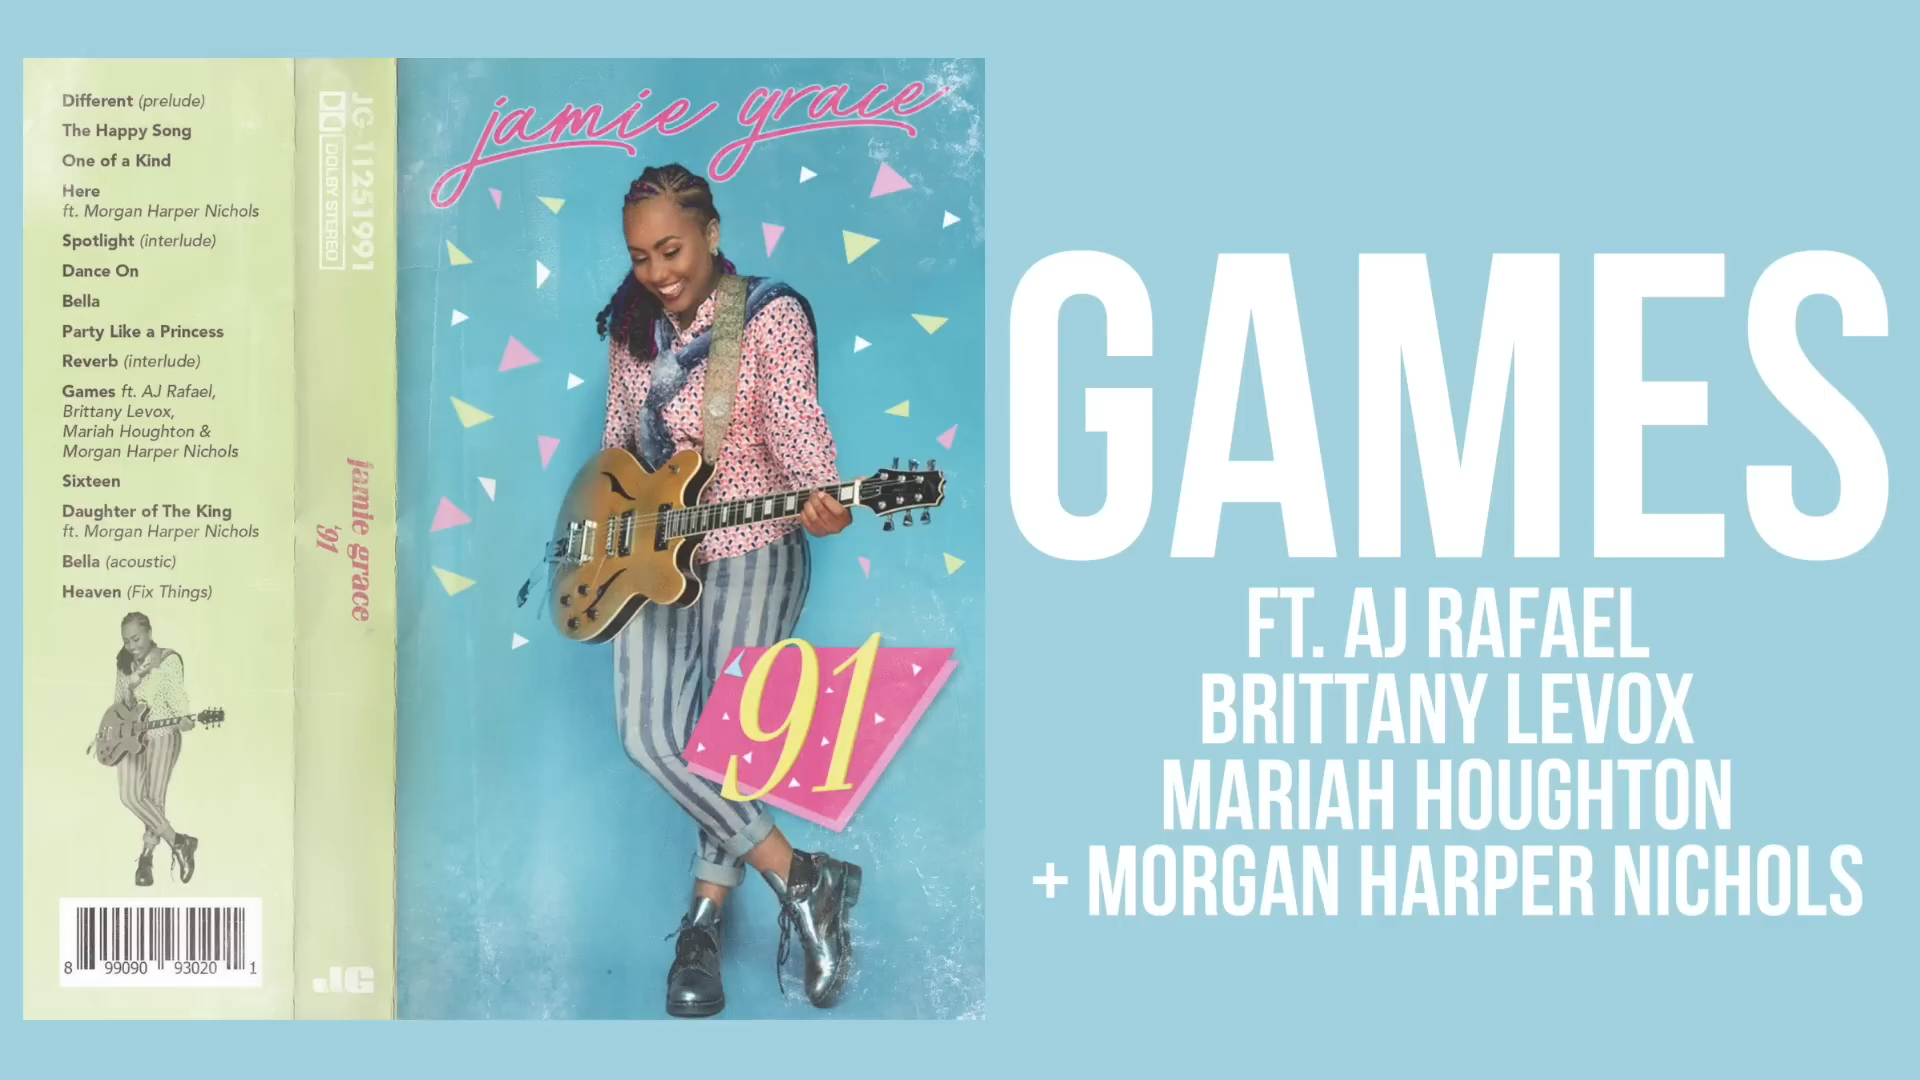 Different (prelude)
The Happy Song
One of a Kind
Here
ft. Morgan Harper Nichols
Spotlight (interlude)
Dance On
Bella
Party Like a Princess
Reverb (interlude)
Games ft. AJ Rafael,
Brittany Levox,
Mariah Houghton &
Morgan Harper Nichols
Sixteen
Daughter of The King
ft. Morgan Harper Nichols
Bella (acoustic)
Heaven (Fix Things)
8 99090 93020 1
JG-11251991
DOLBY STEREO
jamie grace
'91
JG
jamie grace
91
GAMES
FT. AJ RAFAEL
BRITTANY LEVOX
MARIAH HOUGHTON
+ MORGAN HARPER NICHOLS